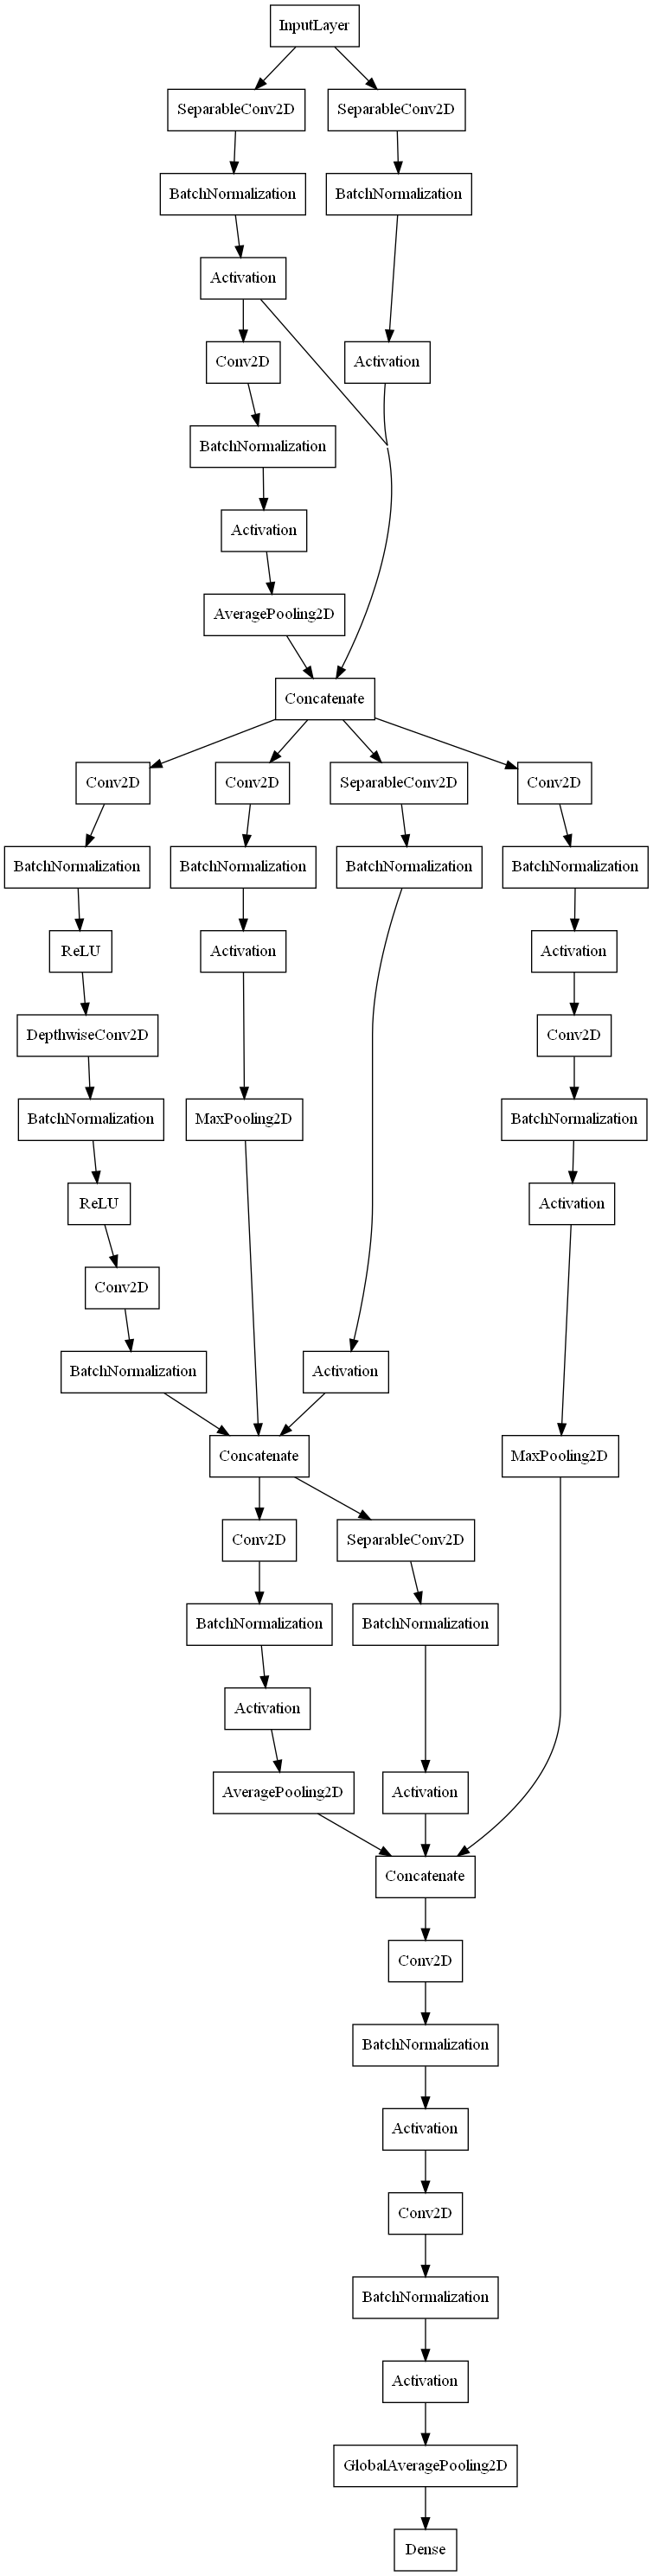 InputLayer
SeparableConv2D
SeparableConv2D
BatchNormalization
BatchNormalization
Activation
Conv2D
Activation
BatchNormalization
Activation
AveragePooling2D
Concatenate
Conv2D
Conv2D
SeparableConv2D
Conv2D
BatchNormalization
BatchNormalization
BatchNormalization
BatchNormalization
ReLU
Activation
Activation
DepthwiseConv2D
Conv2D
BatchNormalization
MaxPooling2D
BatchNormalization
ReLU
Activation
Conv2D
BatchNormalization
Activation
Concatenate
MaxPooling2D
Conv2D
SeparableConv2D
BatchNormalization
BatchNormalization
Activation
AveragePooling2D
Activation
Concatenate
Conv2D
BatchNormalization
Activation
Conv2D
BatchNormalization
Activation
GlobalAveragePooling2D
Dense